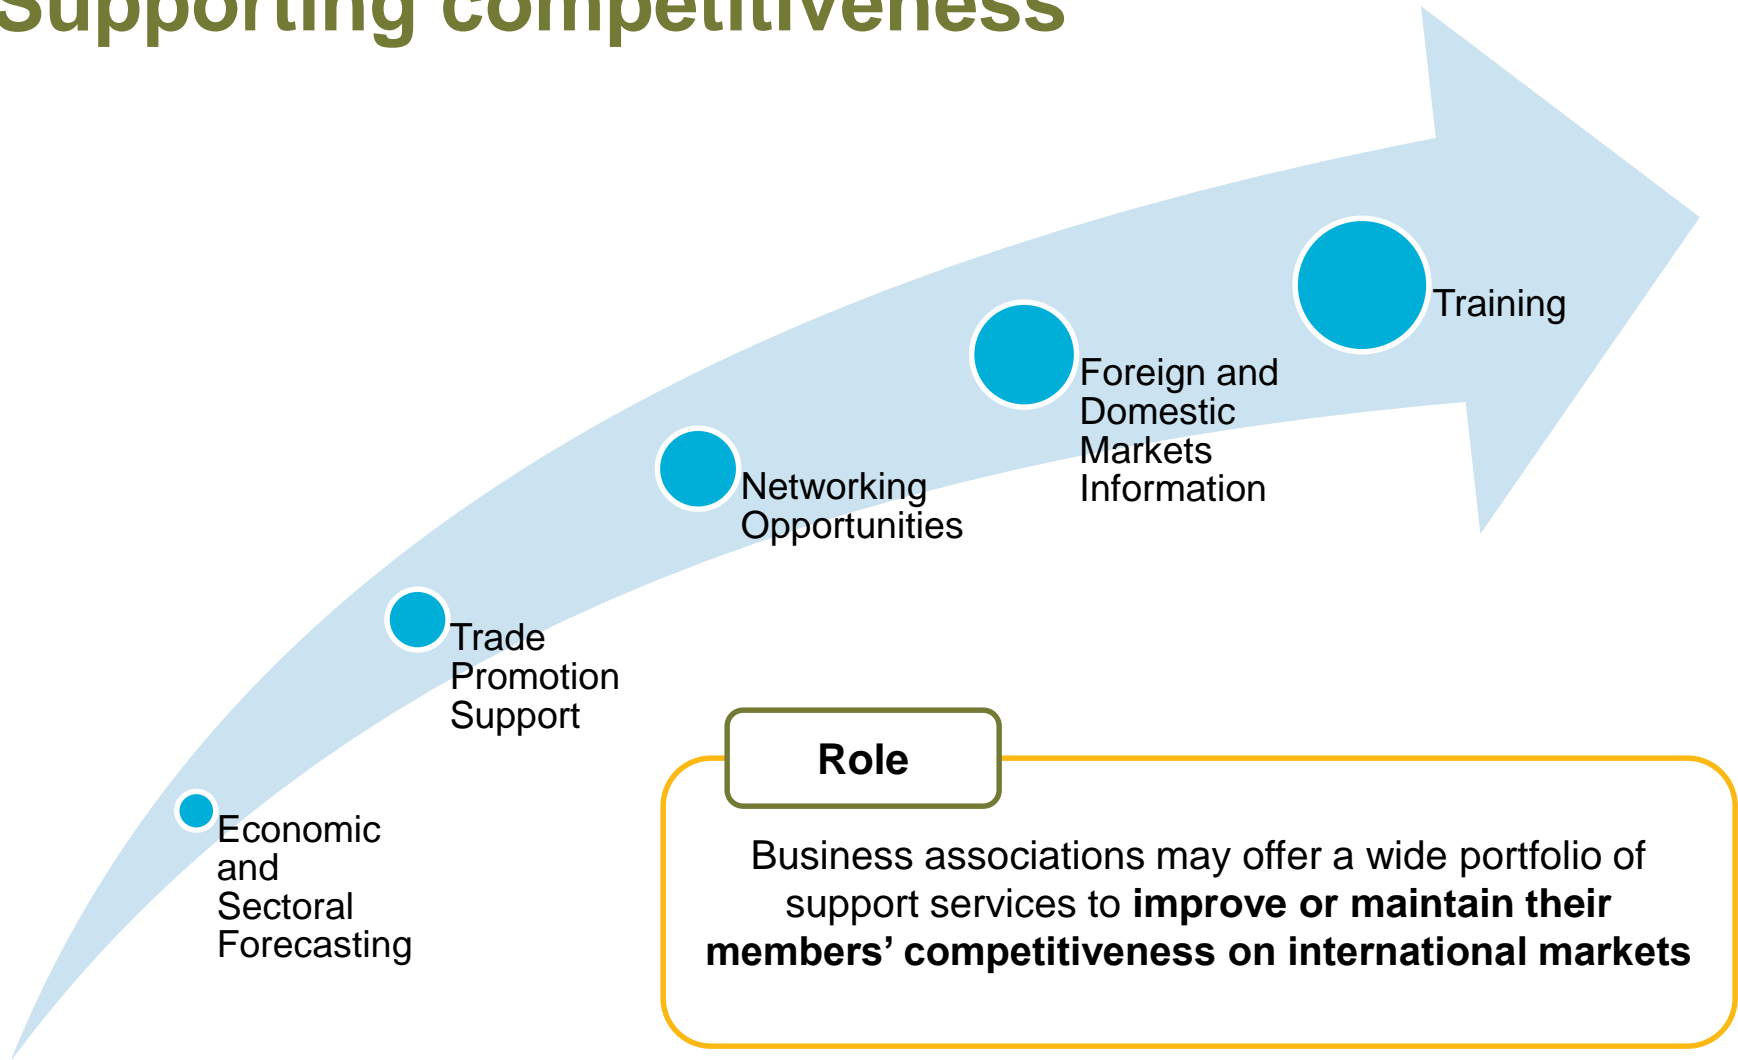 Supporting competitiveness
Training
Foreign and
Domestic
Markets
Information
Networking
Opportunities
Trade
Promotion
Support
Economic
and
Sectoral
Forecasting
Role
Business associations may offer a wide portfolio of
support services to improve or maintain their
members’ competitiveness on international markets